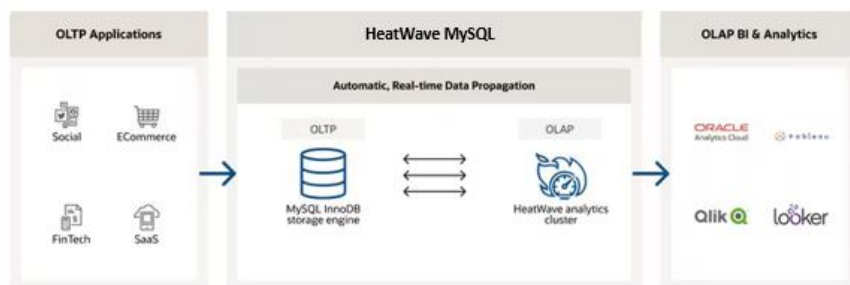 OLTP Applications
HeatWave MySQL
OLAP BI & Analytics
Automatic, Real-time Data Propagation
OLTP
OLAP
Social
ECommerce
FinTech
SaaS
MySQL InnoDB
storage engine
HeatWave analytics
cluster
ORACLE
Analytics Cloud
+ a b l e a u
Qlik
looker